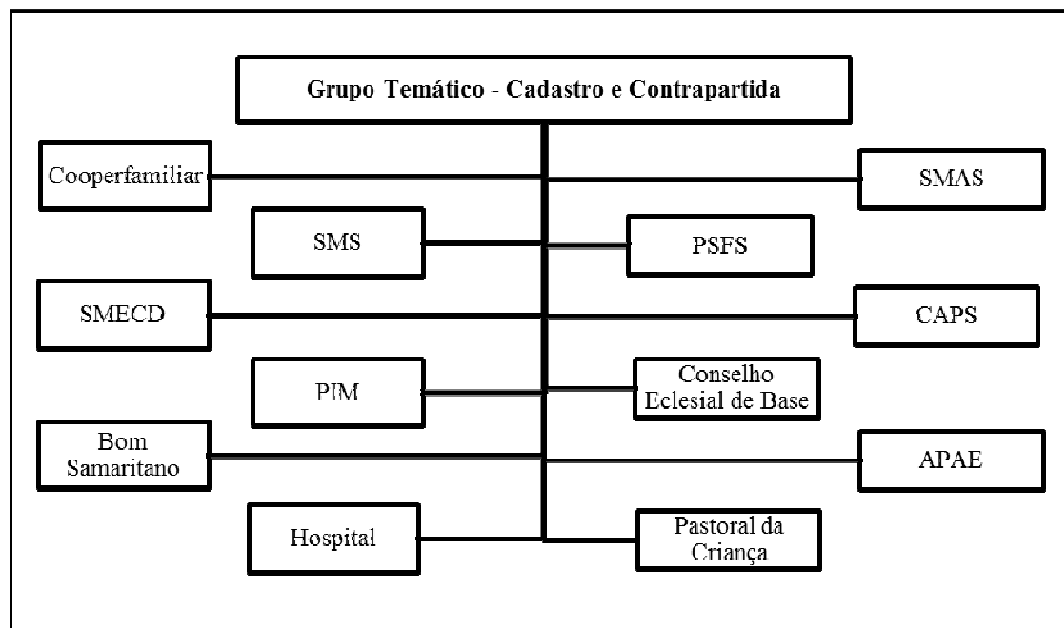 Grupo Temático - Cadastro e Contrapartida
Cooperfamiliar
SMAS
SMS
PSFS
SMECD
CAPS
PIM
Conselho
Eclesial de Base
Bom
Samaritano
APAE
Hospital
Pastoral da
Criança